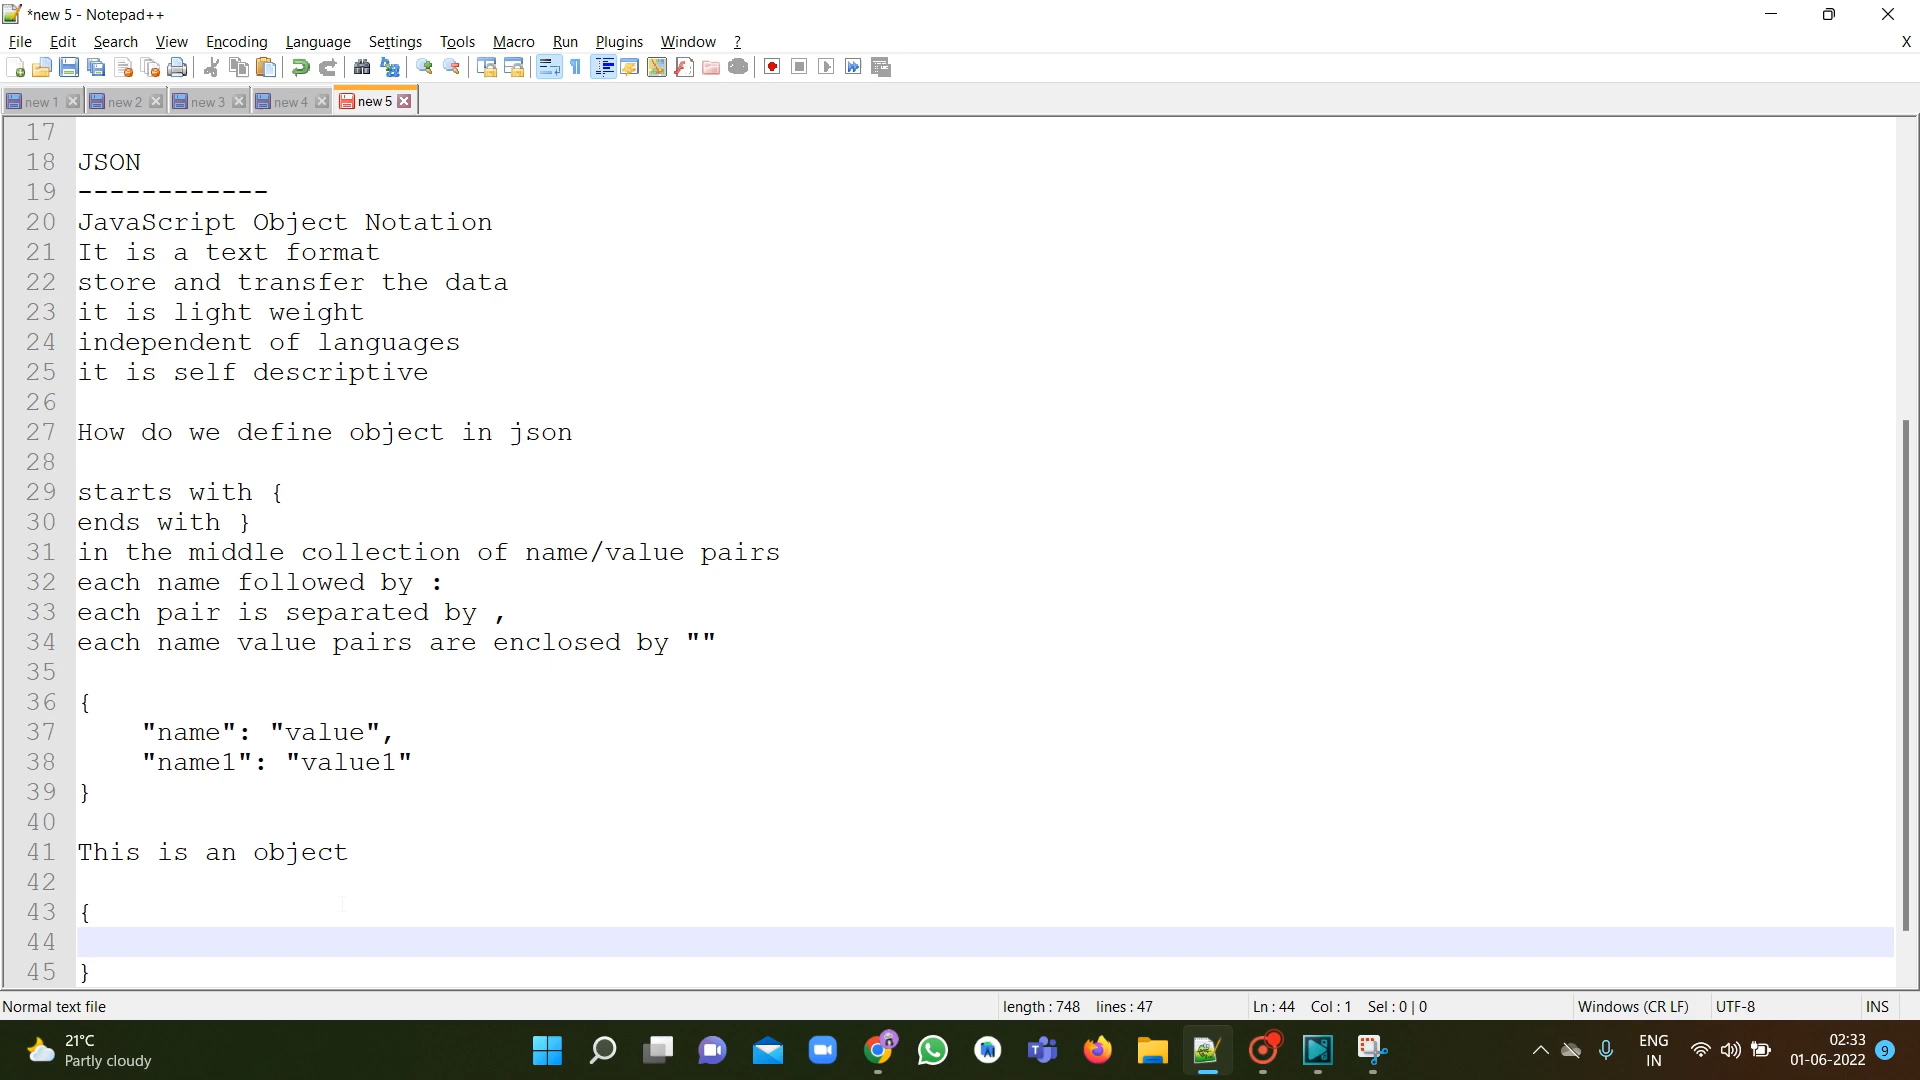 *new 5 - Notepad++
File Edit Search View Encoding Language Settings Tools Macro Run Plugins Window ? X
new 1 new 2 new 3 new 4 new 5
17
18 JSON
19 ------------
20 JavaScript Object Notation
21 It is a text format
22 store and transfer the data
23 it is light weight
24 independent of languages
25 it is self descriptive
26
27 How do we define object in json
28
29 starts with {
30 ends with }
31 in the middle collection of name/value pairs
32 each name followed by :
33 each pair is separated by ,
34 each name value pairs are enclosed by ""
35
36 {
37 "name": "value",
38 "name1": "value1"
39 }
40
41 This is an object
42
43 {
44
45 }
Normal text file length : 748 lines : 47 Ln : 44 Col : 1 Sel : 0 | 0 Windows (CR LF) UTF-8 INS
21°C
Partly cloudy
ENG
IN
02:33
01-06-2022
9